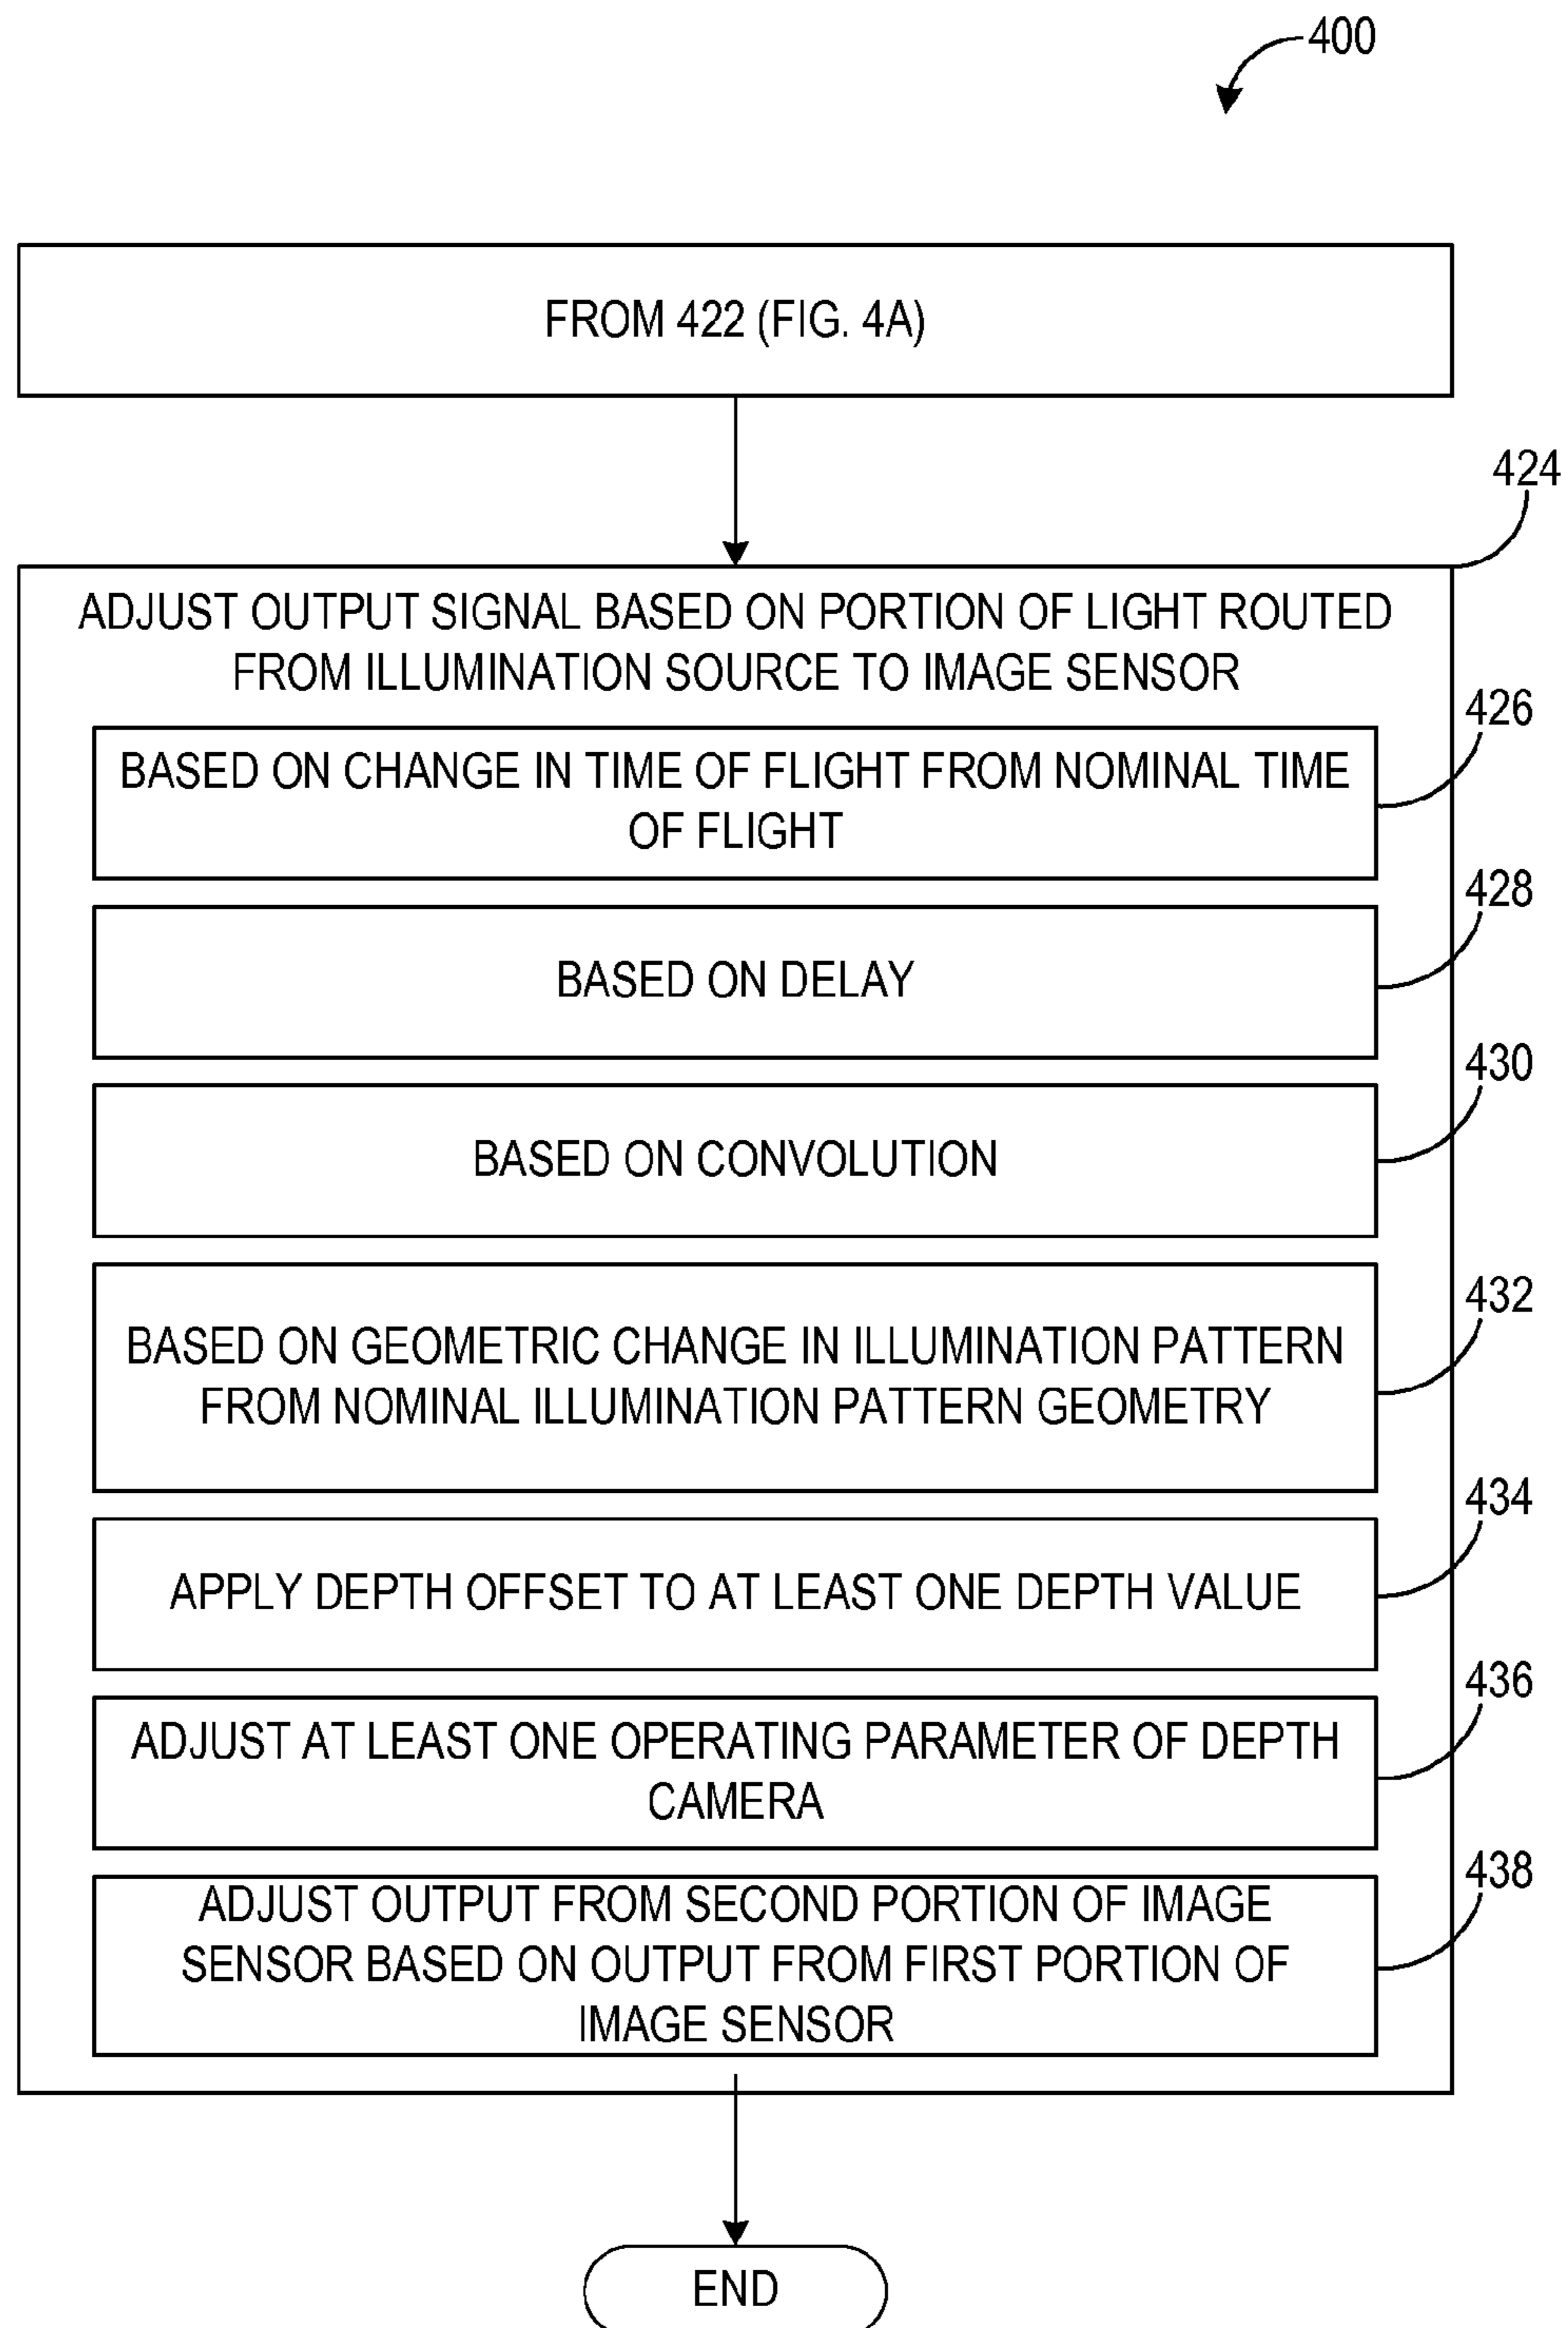 400
FROM 422 (FIG. 4A)
424
ADJUST OUTPUT SIGNAL BASED ON PORTION OF LIGHT ROUTED
FROM ILLUMINATION SOURCE TO IMAGE SENSOR
426
BASED ON CHANGE IN TIME OF FLIGHT FROM NOMINAL TIME
OF FLIGHT
428
BASED ON DELAY
430
BASED ON CONVOLUTION
432
BASED ON GEOMETRIC CHANGE IN ILLUMINATION PATTERN
FROM NOMINAL ILLUMINATION PATTERN GEOMETRY
434
APPLY DEPTH OFFSET TO AT LEAST ONE DEPTH VALUE
436
ADJUST AT LEAST ONE OPERATING PARAMETER OF DEPTH
CAMERA
438
ADJUST OUTPUT FROM SECOND PORTION OF IMAGE
SENSOR BASED ON OUTPUT FROM FIRST PORTION OF
IMAGE SENSOR
END